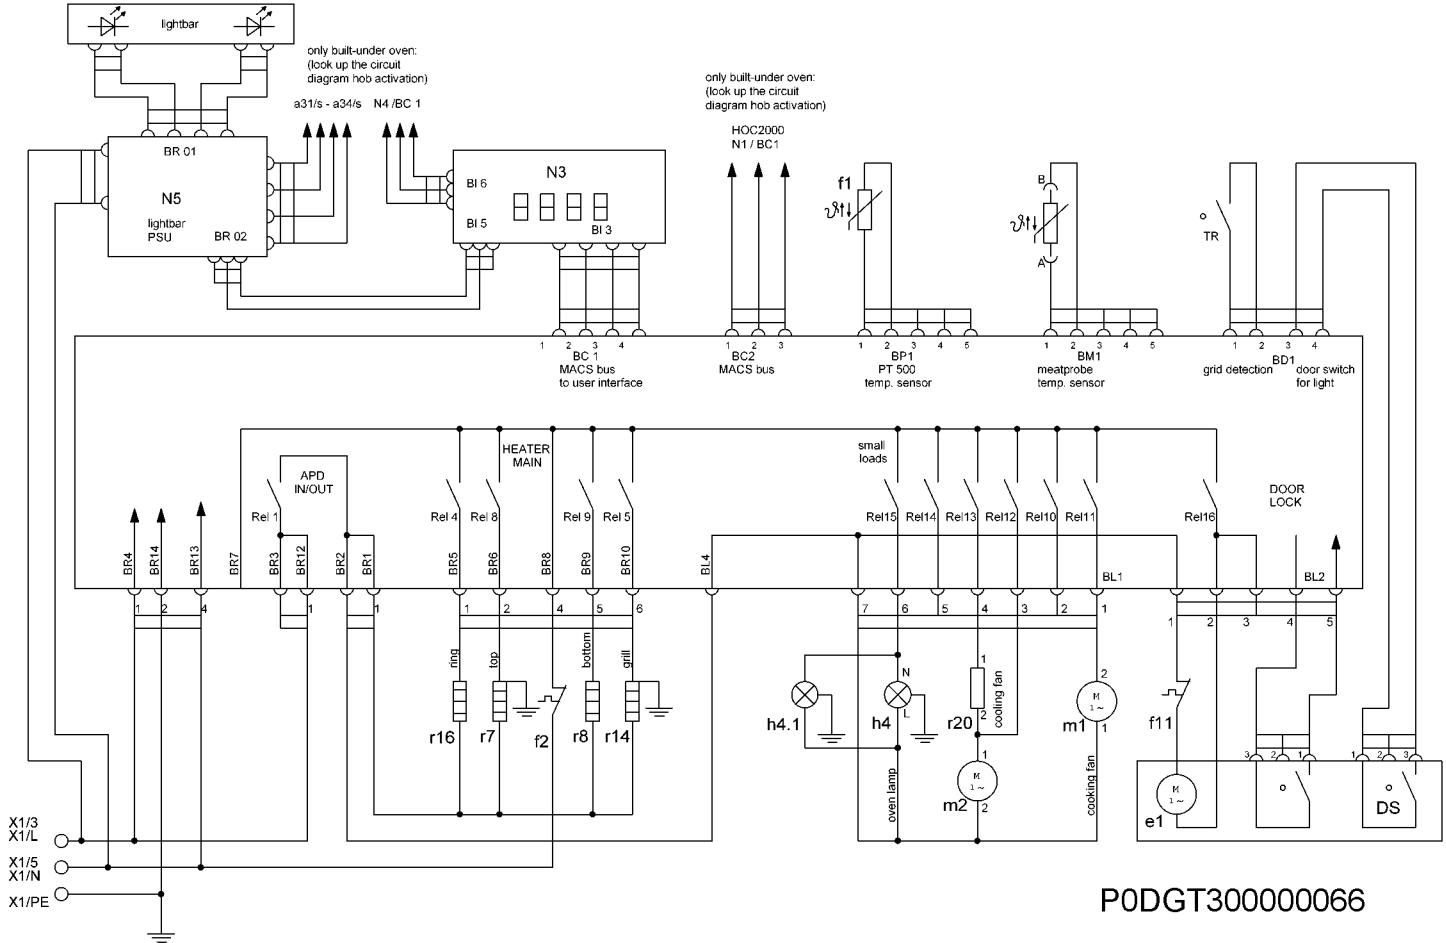 lightbar
only built-under oven:
(look up the circuit
diagram hob activation)
a31/s - a34/s N4 /BC 1
only built-under oven:
(look up the circuit
diagram hob activation)
HOC2000
N1 / BC1
BR 01
N5
lightbar
PSU
BR 02
N3
BI 6
BI 5
BI 3
f1
ϑ
B
ϑ
A
TR
1 2 3 4
BC 1
MACS bus
to user interface
1 2 3
BC2
MACS bus
1 2 3 4 5
BP1
PT 500
temp. sensor
1 2 3 4 5
BM1
meatprobe
temp. sensor
1 2 3 4
BD1
grid detection
door switch
for light
APD
IN/OUT
HEATER
MAIN
small
loads
DOOR
LOCK
Rel 1 Rel 4 Rel 8 Rel 9 Rel 5 Rel15 Rel14 Rel13 Rel12 Rel10 Rel11 Rel16
BR4 BR14 BR13 BR7 BR3 BR12 BR2 BR1 BR5 BR6 BR8 BR9 BR10 BL4 BL1 BL2
1 2 4 1 1 1 2 4 5 6 7 6 5 4 3 2 1 1 2 3 4 5
ring top bottom grill
r16 r7 f2 r8 r14
h4.1
N
h4
L
oven lamp
1
r20
2
cooling fan
1
M
1 ~
m2
2
2
M
1 ~
m1
1
cooking fan
f11
M
1 ~
e1
3 2 1
1 2 3
DS
X1/3
X1/L
X1/5
X1/N
X1/PE
P0DGT300000066